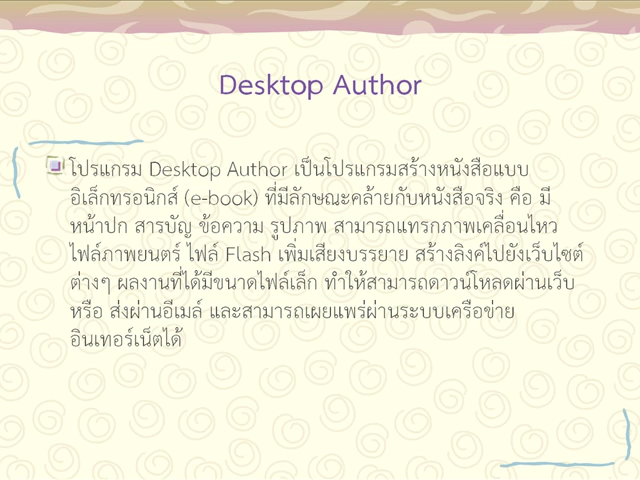 Desktop Author
โปรแกรม Desktop Author เป็นโปรแกรมสร้างหนังสือแบบ
อิเล็กทรอนิกส์ (e-book) ที่มีลักษณะคล้ายกับหนังสือจริง คือ มี
หน้าปก สารบัญ ข้อความ รูปภาพ สามารถแทรกภาพเคลื่อนไหว
ไฟล์ภาพยนตร์ ไฟล์ Flash เพิ่มเสียงบรรยาย สร้างลิงค์ไปยังเว็บไซต์
ต่างๆ ผลงานที่ได้มีขนาดไฟล์เล็ก ทำให้สามารถดาวน์โหลดผ่านเว็บ
หรือ ส่งผ่านอีเมล์ และสามารถเผยแพร่ผ่านระบบเครือข่าย
อินเทอร์เน็ตได้